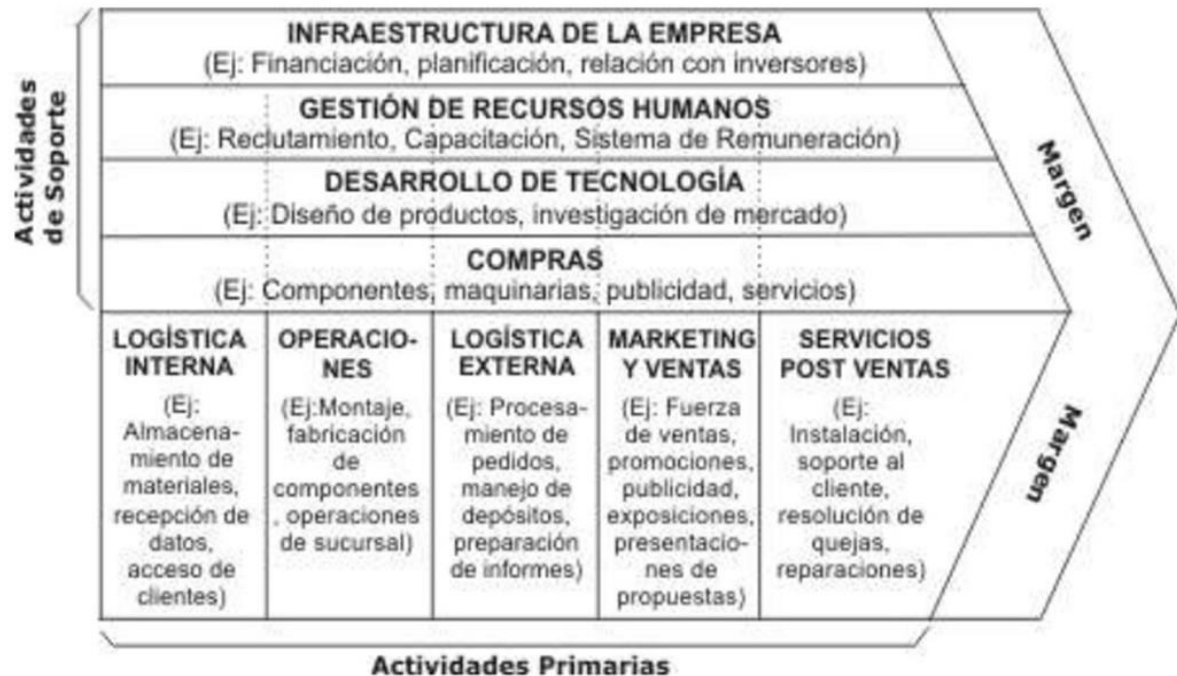 Actividades
de Soporte
INFRAESTRUCTURA DE LA EMPRESA
(Ej: Financiación, planificación, relación con inversores)
GESTIÓN DE RECURSOS HUMANOS
(Ej: Reclutamiento, Capacitación, Sistema de Remuneración)
DESARROLLO DE TECNOLOGÍA
(Ej: Diseño de productos, investigación de mercado)
COMPRAS
(Ej: Componentes, maquinarias, publicidad, servicios)
LOGÍSTICA
INTERNA
(Ej:
Almacena-
miento de
materiales,
recepción de
datos,
acceso de
clientes)
OPERACIO-
NES
(Ej:Montaje,
fabricación
de
componentes
, operaciones
de sucursal)
LOGÍSTICA
EXTERNA
(Ej: Procesa-
miento de
pedidos,
manejo de
depósitos,
preparación
de informes)
MARKETING
Y VENTAS
(Ej: Fuerza
de ventas,
promociones,
publicidad,
exposiciones,
presentacio-
nes de
propuestas)
SERVICIOS
POST VENTAS
(Ej:
Instalación,
soporte al
cliente,
resolución de
quejas,
reparaciones)
Margen
Margen
Actividades Primarias